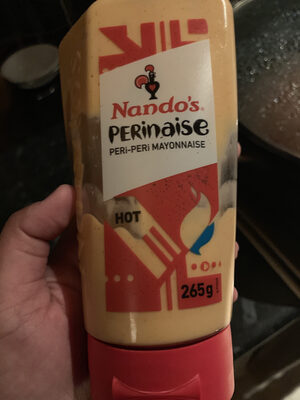 Nando's
PERinaise
PERi-PERi MAYONNAISE
HOT
265g